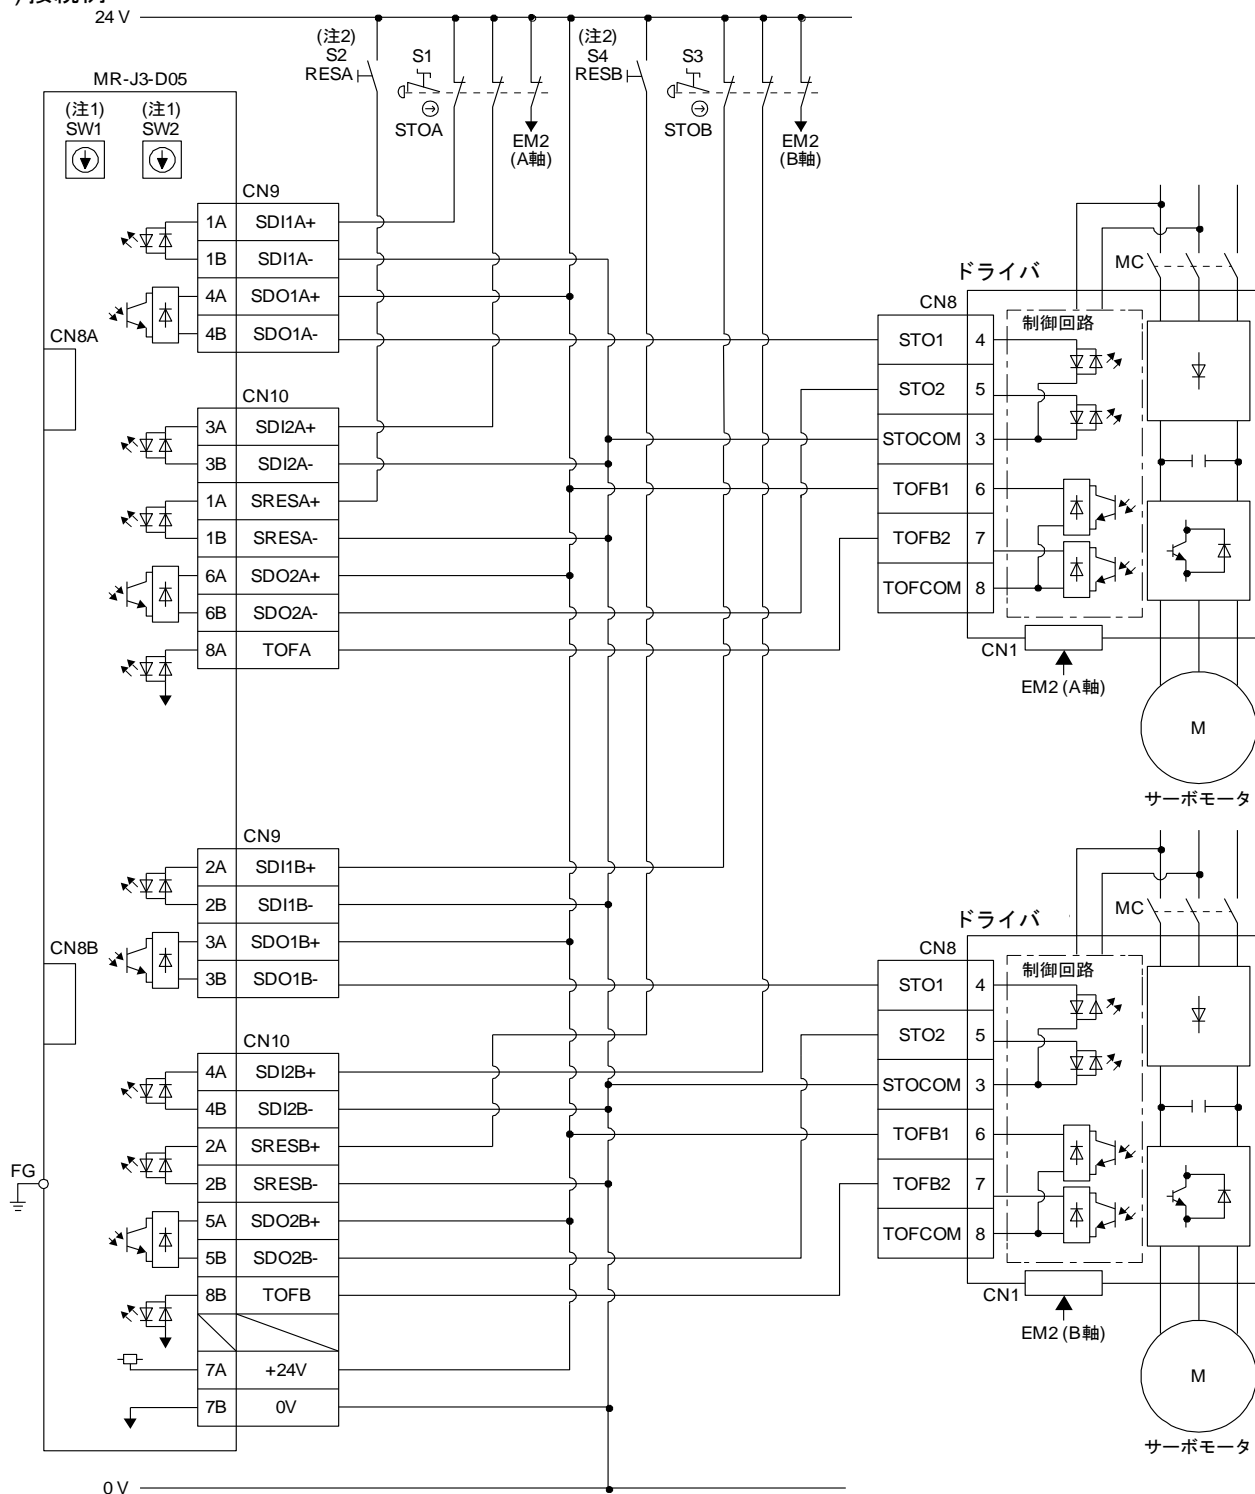 24 V
MR-J3-D05
(注1)
SW1
(注1)
SW2
(注2)
S2
RESA
S1
STOA
EM2
(A軸)
(注2)
S4
RESB
S3
STOB
EM2
(B軸)
CN8A
CN9
1A SDI1A+
1B SDI1A-
4A SDO1A+
4B SDO1A-
CN10
3A SDI2A+
3B SDI2A-
1A SRESA+
1B SRESA-
6A SDO2A+
6B SDO2A-
8A TOFA
CN8B
CN9
2A SDI1B+
2B SDI1B-
3A SDO1B+
3B SDO1B-
CN10
4A SDI2B+
4B SDI2B-
2A SRESB+
2B SRESB-
5A SDO2B+
5B SDO2B-
8B TOFB
7A +24V
7B 0V
FG
0 V
MC
ドライバ
CN8
制御回路
STO1 4
STO2 5
STOCOM 3
TOFB1 6
TOFB2 7
TOFCOM 8
CN1
EM2 (A軸)
M
サーボモータ
MC
ドライバ
CN8
制御回路
STO1 4
STO2 5
STOCOM 3
TOFB1 6
TOFB2 7
TOFCOM 8
CN1
EM2 (B軸)
M
サーボモータ